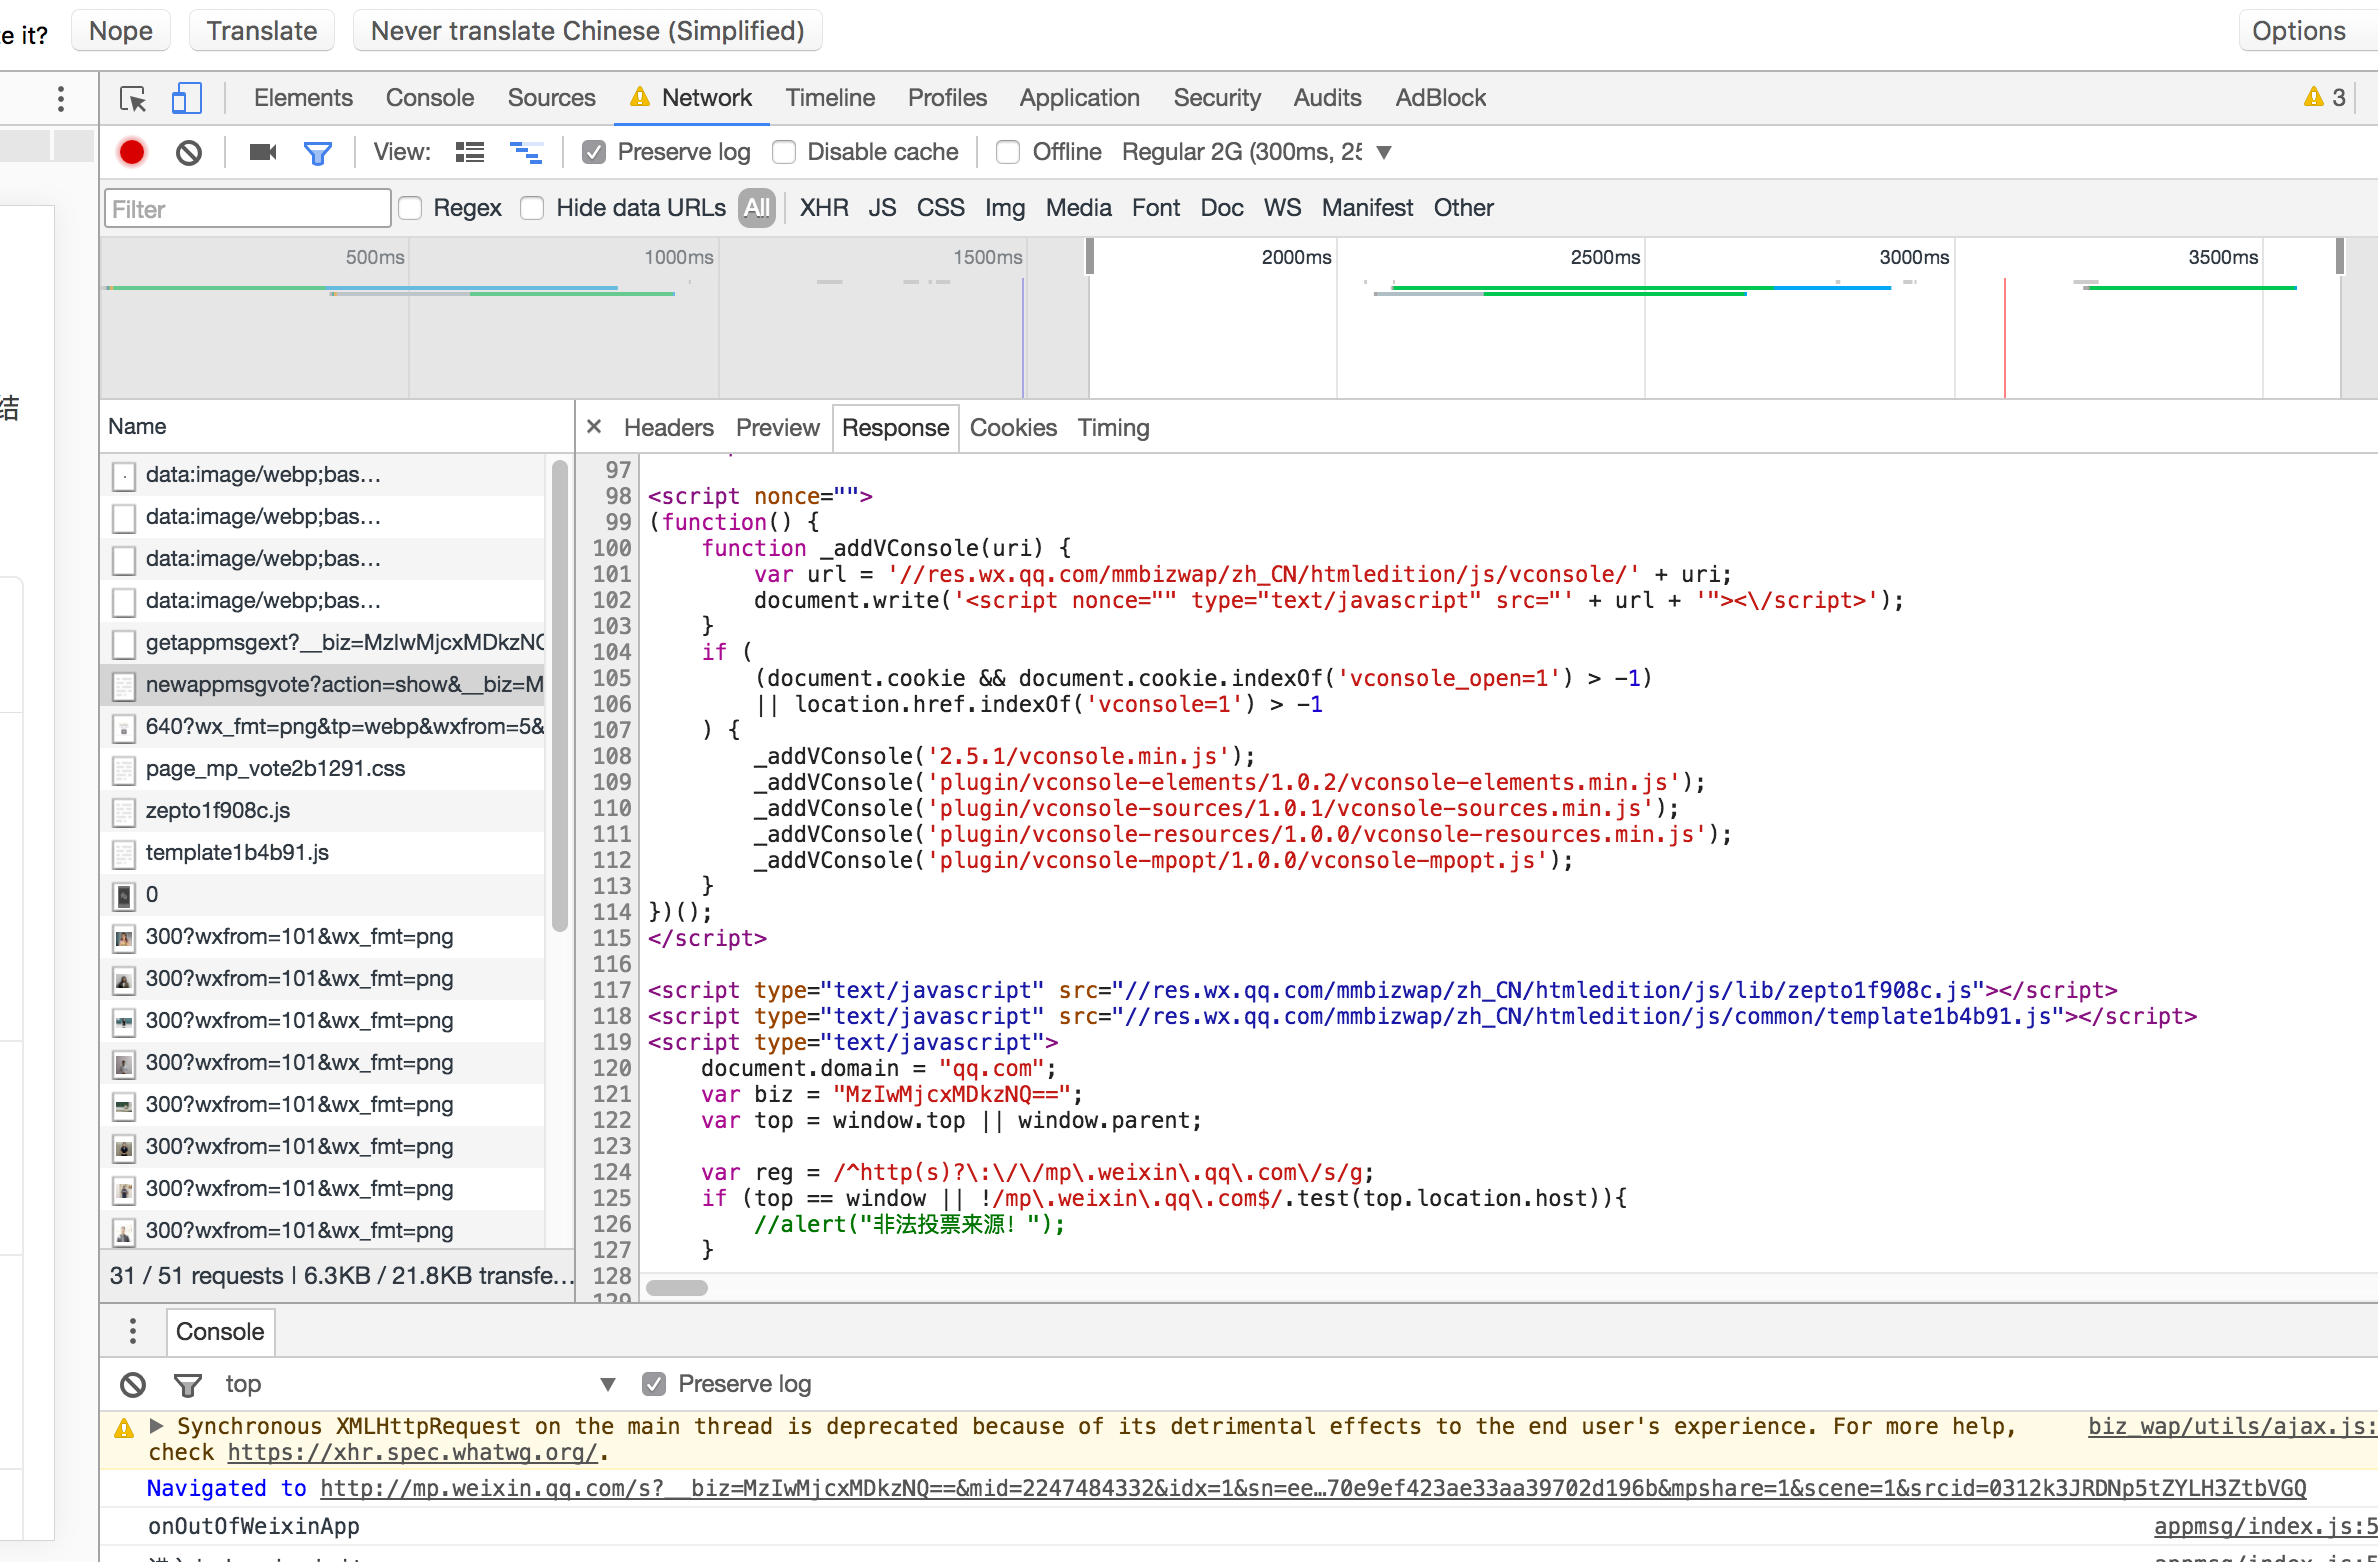 e it?
Nope
Translate
Never translate Chinese (Simplified)
Options
Elements
Console
Sources
Network
Timeline
Profiles
Application
Security
Audits
AdBlock
3
View:
Preserve log
Disable cache
Offline
Regular 2G (300ms, 25
Filter
Regex
Hide data URLs
All
XHR
JS
CSS
Img
Media
Font
Doc
WS
Manifest
Other
500ms
1000ms
1500ms
2000ms
2500ms
3000ms
3500ms
结
Name
data:image/webp;bas…
data:image/webp;bas…
data:image/webp;bas…
data:image/webp;bas…
getappmsgext?__biz=MzIwMjcxMDkzNC
newappmsgvote?action=show&__biz=M
640?wx_fmt=png&tp=webp&wxfrom=5&
page_mp_vote2b1291.css
zepto1f908c.js
template1b4b91.js
0
300?wxfrom=101&wx_fmt=png
300?wxfrom=101&wx_fmt=png
300?wxfrom=101&wx_fmt=png
300?wxfrom=101&wx_fmt=png
300?wxfrom=101&wx_fmt=png
300?wxfrom=101&wx_fmt=png
300?wxfrom=101&wx_fmt=png
300?wxfrom=101&wx_fmt=png
31 / 51 requests | 6.3KB / 21.8KB transfe…
× Headers Preview Response Cookies Timing
97
98 <script nonce="">
99 (function() {
100 function _addVConsole(uri) {
101 var url = '//res.wx.qq.com/mmbizwap/zh_CN/htmledition/js/vconsole/' + uri;
102 document.write('<script nonce="" type="text/javascript" src="' + url + '"><\/script>');
103 }
104 if (
105 (document.cookie && document.cookie.indexOf('vconsole_open=1') > -1)
106 || location.href.indexOf('vconsole=1') > -1
107 ) {
108 _addVConsole('2.5.1/vconsole.min.js');
109 _addVConsole('plugin/vconsole-elements/1.0.2/vconsole-elements.min.js');
110 _addVConsole('plugin/vconsole-sources/1.0.1/vconsole-sources.min.js');
111 _addVConsole('plugin/vconsole-resources/1.0.0/vconsole-resources.min.js');
112 _addVConsole('plugin/vconsole-mpopt/1.0.0/vconsole-mpopt.js');
113 }
114 })();
115 </script>
116
117 <script type="text/javascript" src="//res.wx.qq.com/mmbizwap/zh_CN/htmledition/js/lib/zepto1f908c.js"></script>
118 <script type="text/javascript" src="//res.wx.qq.com/mmbizwap/zh_CN/htmledition/js/common/template1b4b91.js"></script>
119 <script type="text/javascript">
120 document.domain = "qq.com";
121 var biz = "MzIwMjcxMDkzNQ==";
122 var top = window.top || window.parent;
123
124 var reg = /^http(s)?\:\/\/mp\.weixin\.qq\.com\/s/g;
125 if (top == window || !/mp\.weixin\.qq\.com$/.test(top.location.host)){
126 //alert("非法投票来源！");
127 }
128
129
Console
top
Preserve log
Synchronous XMLHttpRequest on the main thread is deprecated because of its detrimental effects to the end user's experience. For more help, biz_wap/utils/ajax.js:
check https://xhr.spec.whatwg.org/.
Navigated to http://mp.weixin.qq.com/s?__biz=MzIwMjcxMDkzNQ==&mid=2247484332&idx=1&sn=ee…70e9ef423ae33aa39702d196b&mpshare=1&scene=1&srcid=0312k3JRDNp5tZYLH3ZtbVGQ
onOutOfWeixinApp appmsg/index.js:5